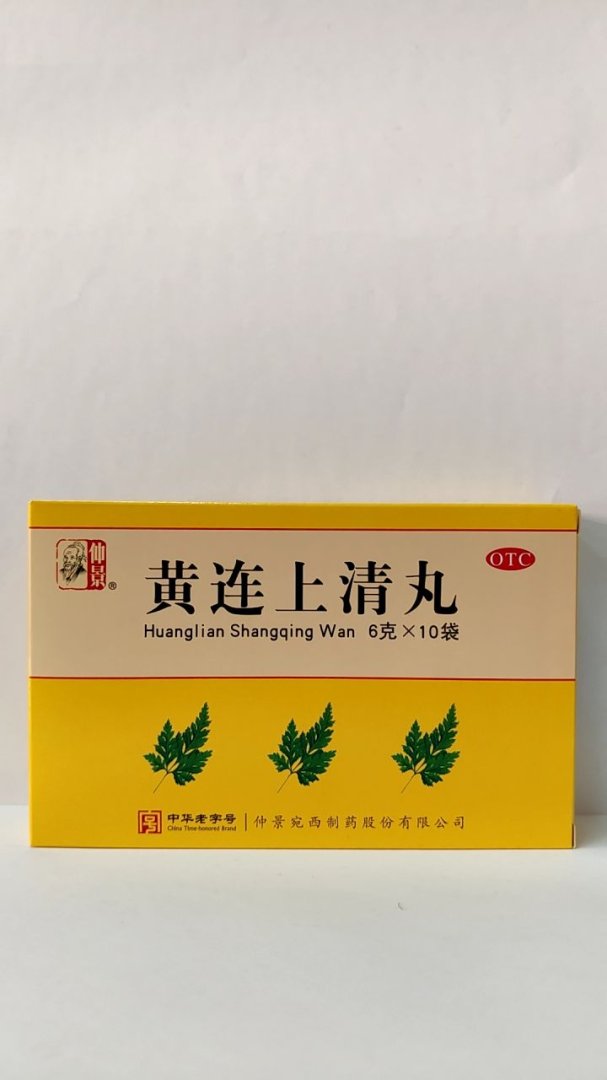 仲景®
OTC
黄连上清丸
Huanglian Shangqing Wan 6克×10袋
中华老字号
China Time-honored Brand
仲景宛西制药股份有限公司